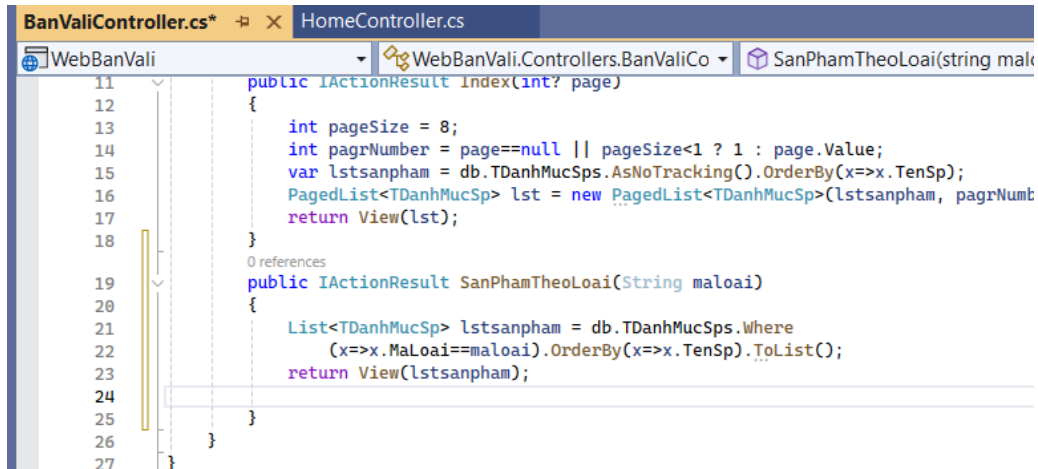 BanValiController.cs* HomeController.cs
WebBanVali WebBanVali.Controllers.BanValiCo SanPhamTheoLoai(string malo
11 public IActionResult Index(int? page)
12 {
13 int pageSize = 8;
14 int pagrNumber = page==null || pageSize<1 ? 1 : page.Value;
15 var lstsanpham = db.TDanhMucSps.AsNoTracking().OrderBy(x=>x.TenSp);
16 PagedList<TDanhMucSp> lst = new PagedList<TDanhMucSp>(lstsanpham, pagrNumb
17 return View(lst);
18 }
0 references
19 public IActionResult SanPhamTheoLoai(String maloai)
20 {
21 List<TDanhMucSp> lstsanpham = db.TDanhMucSps.Where
22 (x=>x.MaLoai==maloai).OrderBy(x=>x.TenSp).ToList();
23 return View(lstsanpham);
24
25 }
26 }
27 }